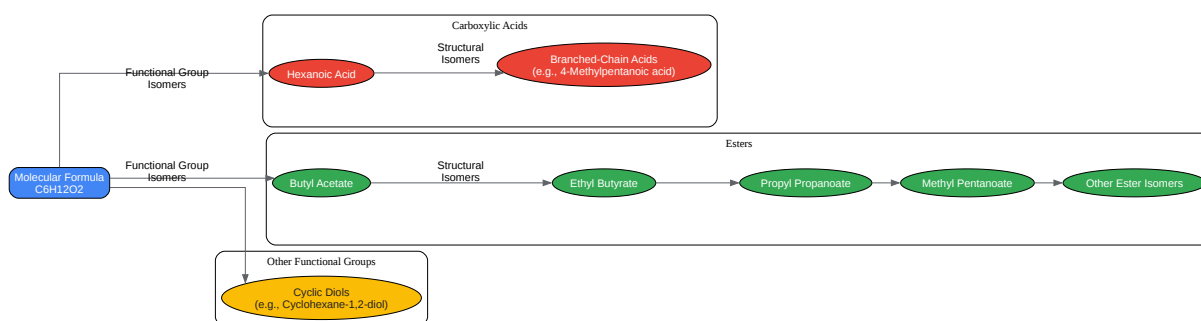 Carboxylic Acids
Functional Group
Isomers
Hexanoic Acid
Structural
Isomers
Branched-Chain Acids
(e.g., 4-Methylpentanoic acid)
Esters
Molecular Formula
C6H12O2
Functional Group
Isomers
Butyl Acetate
Structural
Isomers
Ethyl Butyrate
Propyl Propanoate
Methyl Pentanoate
Other Ester Isomers
Other Functional Groups
Cyclic Diols
(e.g., Cyclohexane-1,2-diol)